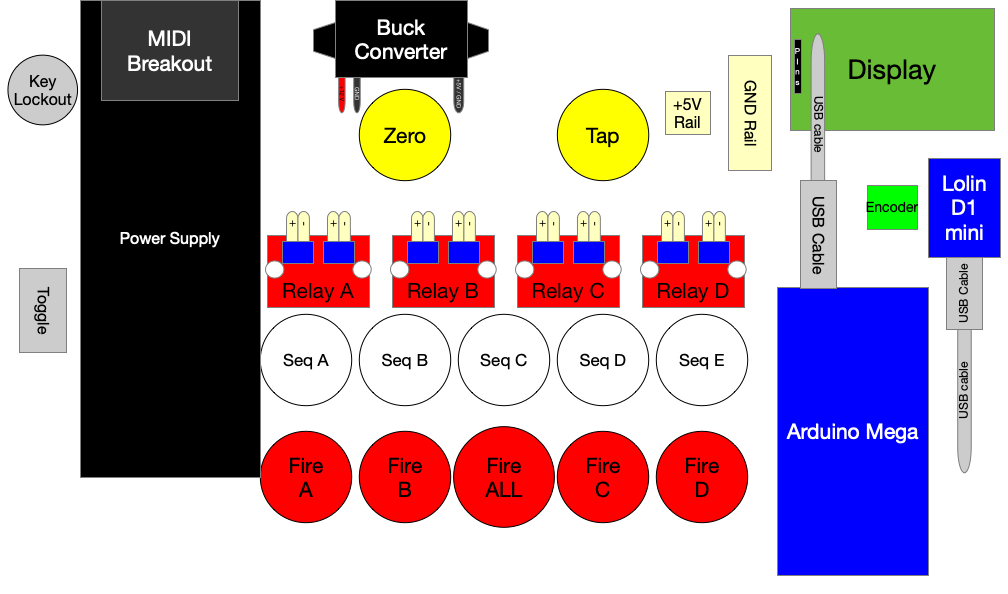 MIDI
Breakout
Buck
Converter
Key
Lockout
GND
+5V / GND
Pins
Display
USB cable
+5V
Rail
GND Rail
Zero
Tap
Lolin
D1
mini
Encoder
USB Cable
Power Supply
+ - + -
+ - + -
+ - + -
+ - + -
Relay A
Relay B
Relay C
Relay D
USB Cable
Toggle
Seq A
Seq B
Seq C
Seq D
Seq E
USB cable
Arduino Mega
Fire
A
Fire
B
Fire
ALL
Fire
C
Fire
D